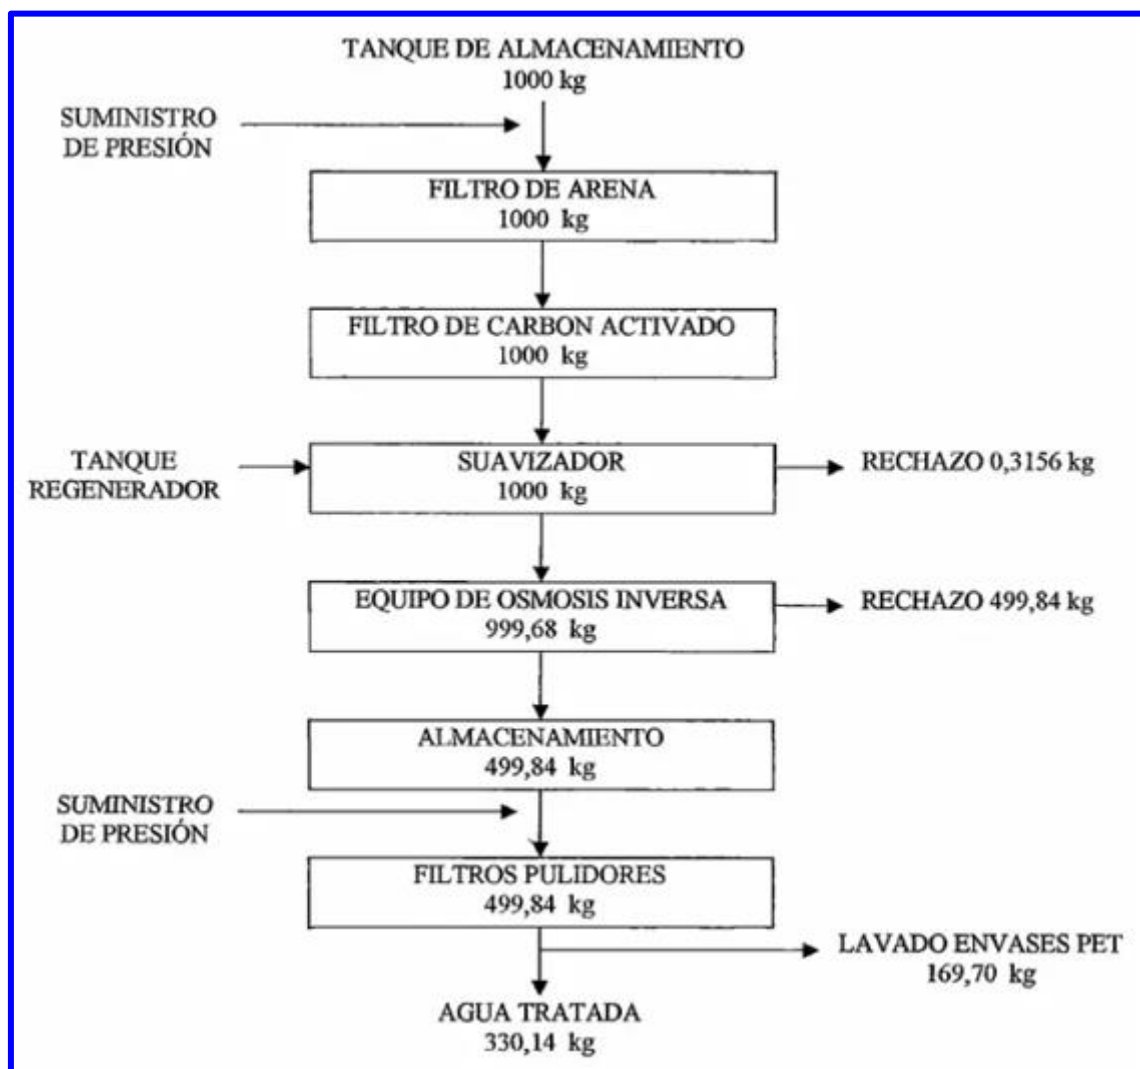 TANQUE DE ALMACENAMIENTO
1000 kg
SUMINISTRO
DE PRESIÓN
FILTRO DE ARENA
1000 kg
FILTRO DE CARBON ACTIVADO
1000 kg
TANQUE
REGENERADOR
SUAVIZADOR
1000 kg
RECHAZO 0,3156 kg
EQUIPO DE OSMOSIS INVERSA
999,68 kg
RECHAZO 499,84 kg
ALMACENAMIENTO
499,84 kg
SUMINISTRO
DE PRESIÓN
FILTROS PULIDORES
499,84 kg
LAVADO ENVASES PET
169,70 kg
AGUA TRATADA
330,14 kg